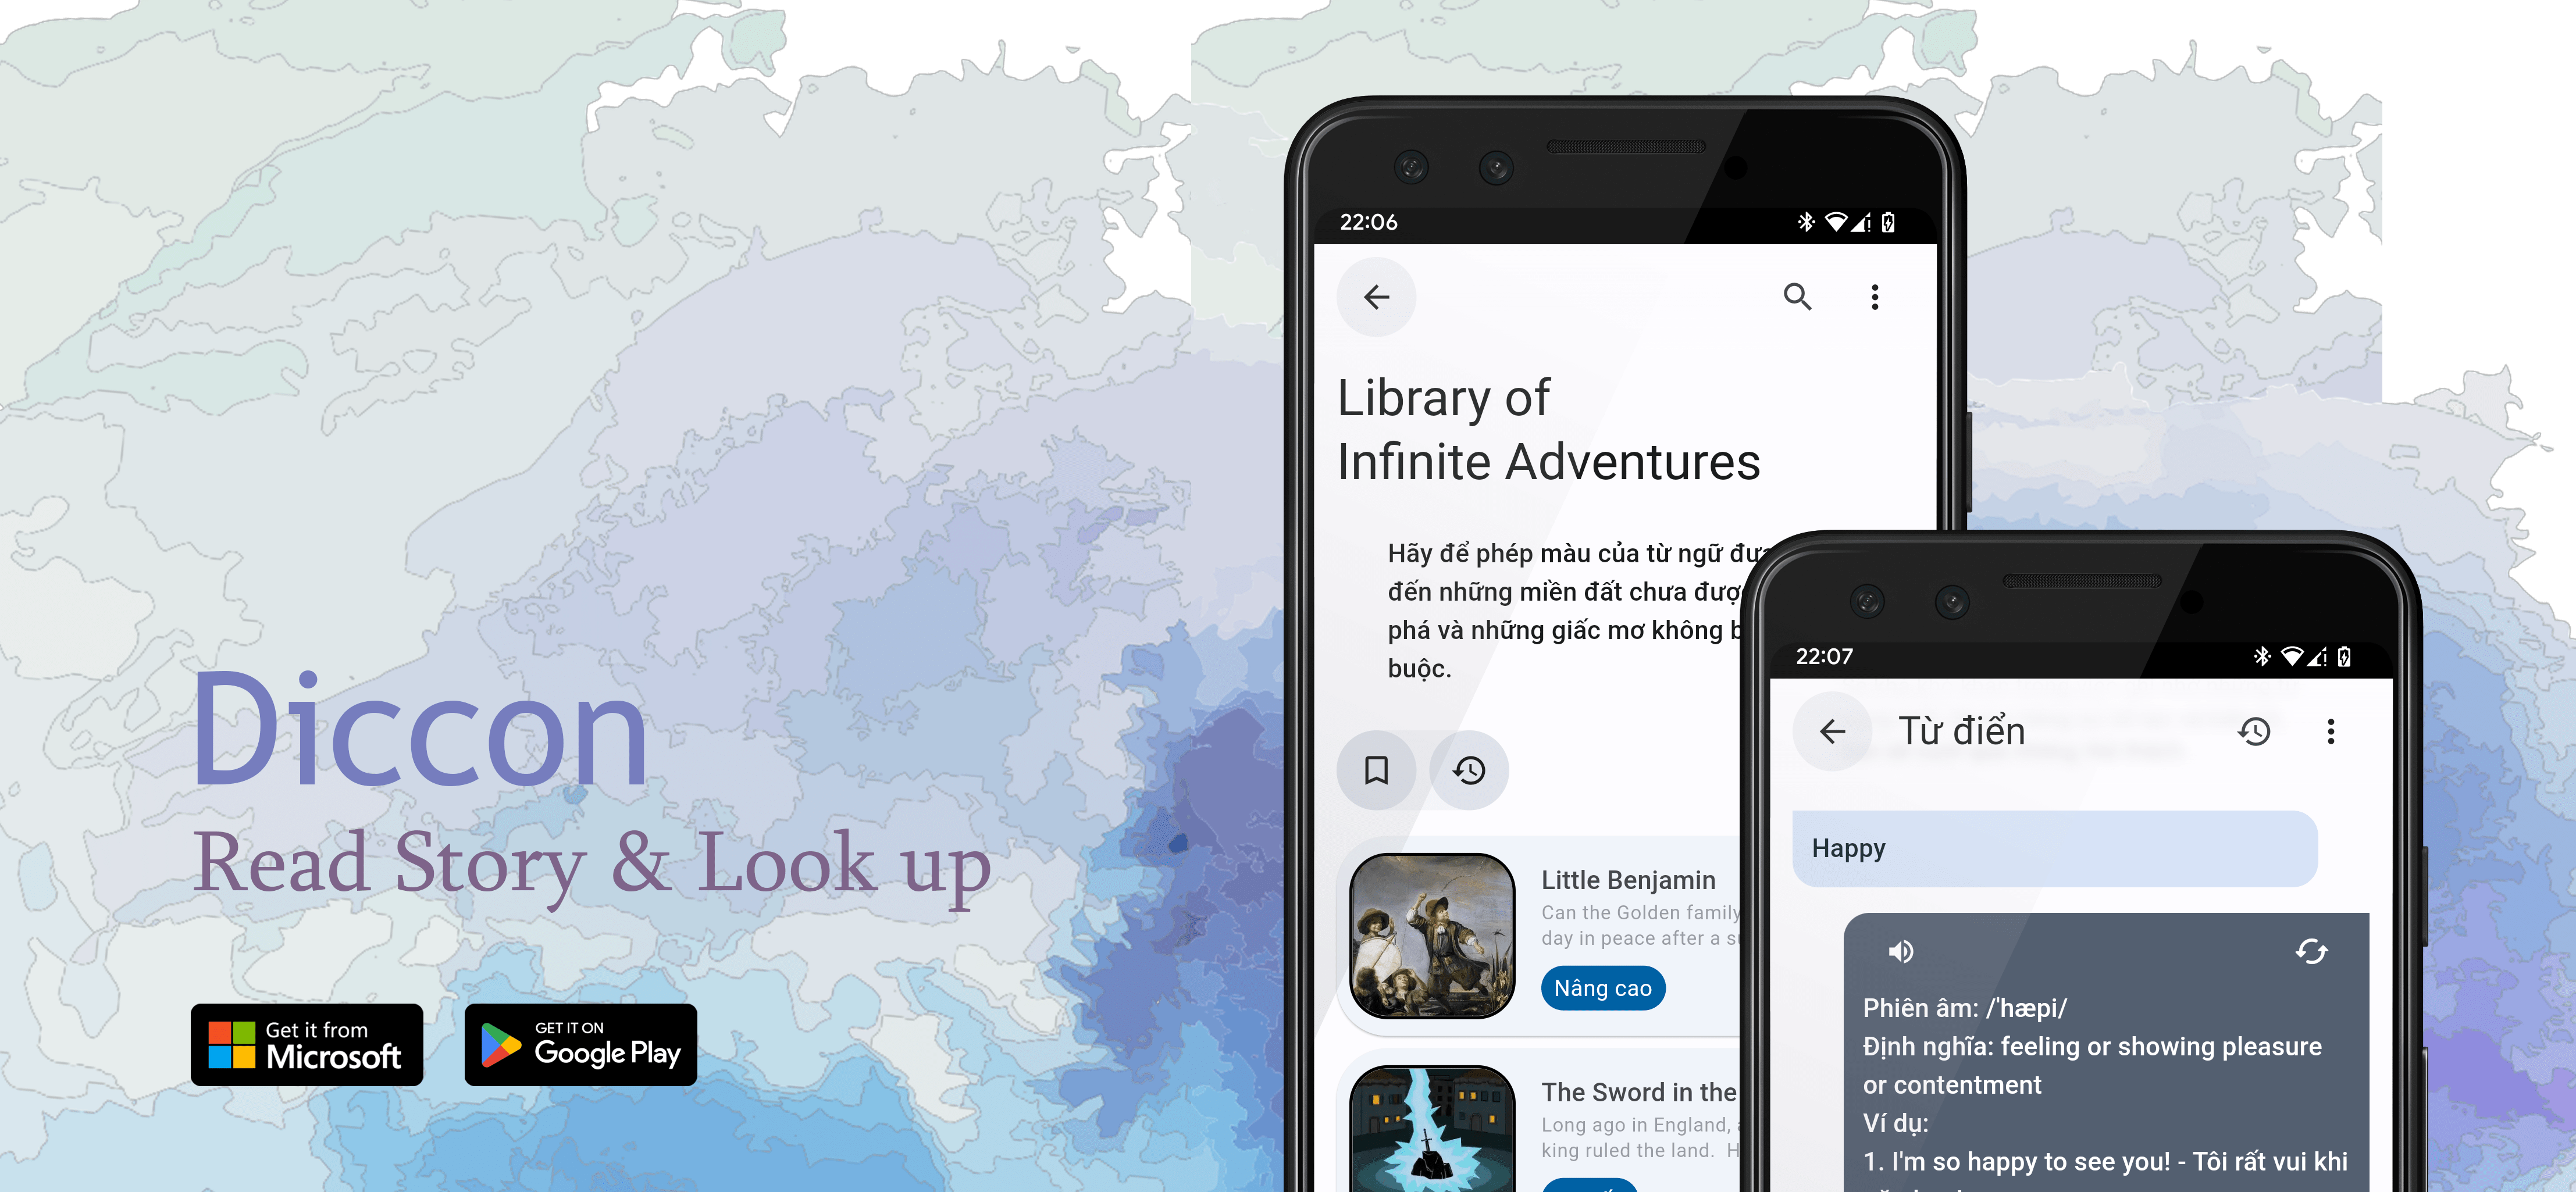 Diccon
Read Story & Look up
Get it from
Microsoft
GET IT ON
Google Play
22:06
Library of
Infinite Adventures
Hãy để phép màu của từ ngữ
đến những miền đất chưa
phá và những giấc mơ không
buộc.
Little Benjamin
Can the Golden family
day in peace after a
Nâng cao
The Sword in the
Long ago in England,
king ruled the land.
22:07
Từ điển
Happy
Phiên âm: /ˈhæpi/
Định nghĩa: feeling or showing pleasure
or contentment
Ví dụ:
1. I'm so happy to see you! - Tôi rất vui khi